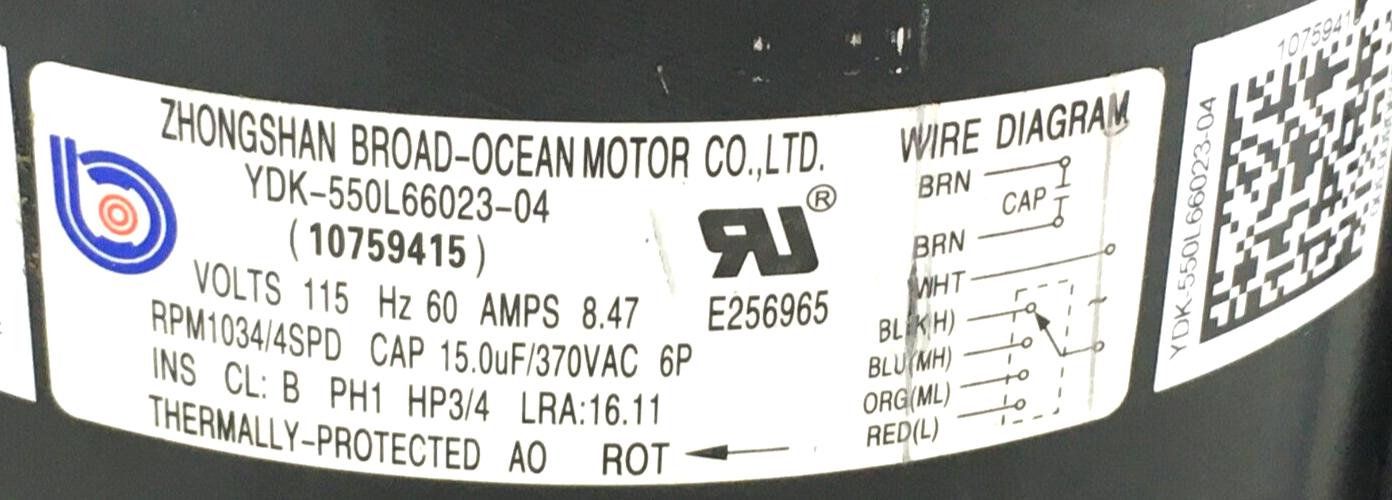 ZHONGSHAN BROAD-OCEAN MOTOR CO.,LTD.
YDK-550L66023-04
(10759415)
VOLTS 115 Hz 60 AMPS 8.47
RPM1034/4SPD CAP 15.0uF/370VAC 6P
INS CL: B PH1 HP3/4 LRA:16.11
THERMALLY-PROTECTED AO ROT
®
E256965
WIRE DIAGRAM
BRN
CAP
BRN
WHT
BLK(H)
BLU(MH)
ORG(ML)
RED(L)
~
YDK-550L66023-04